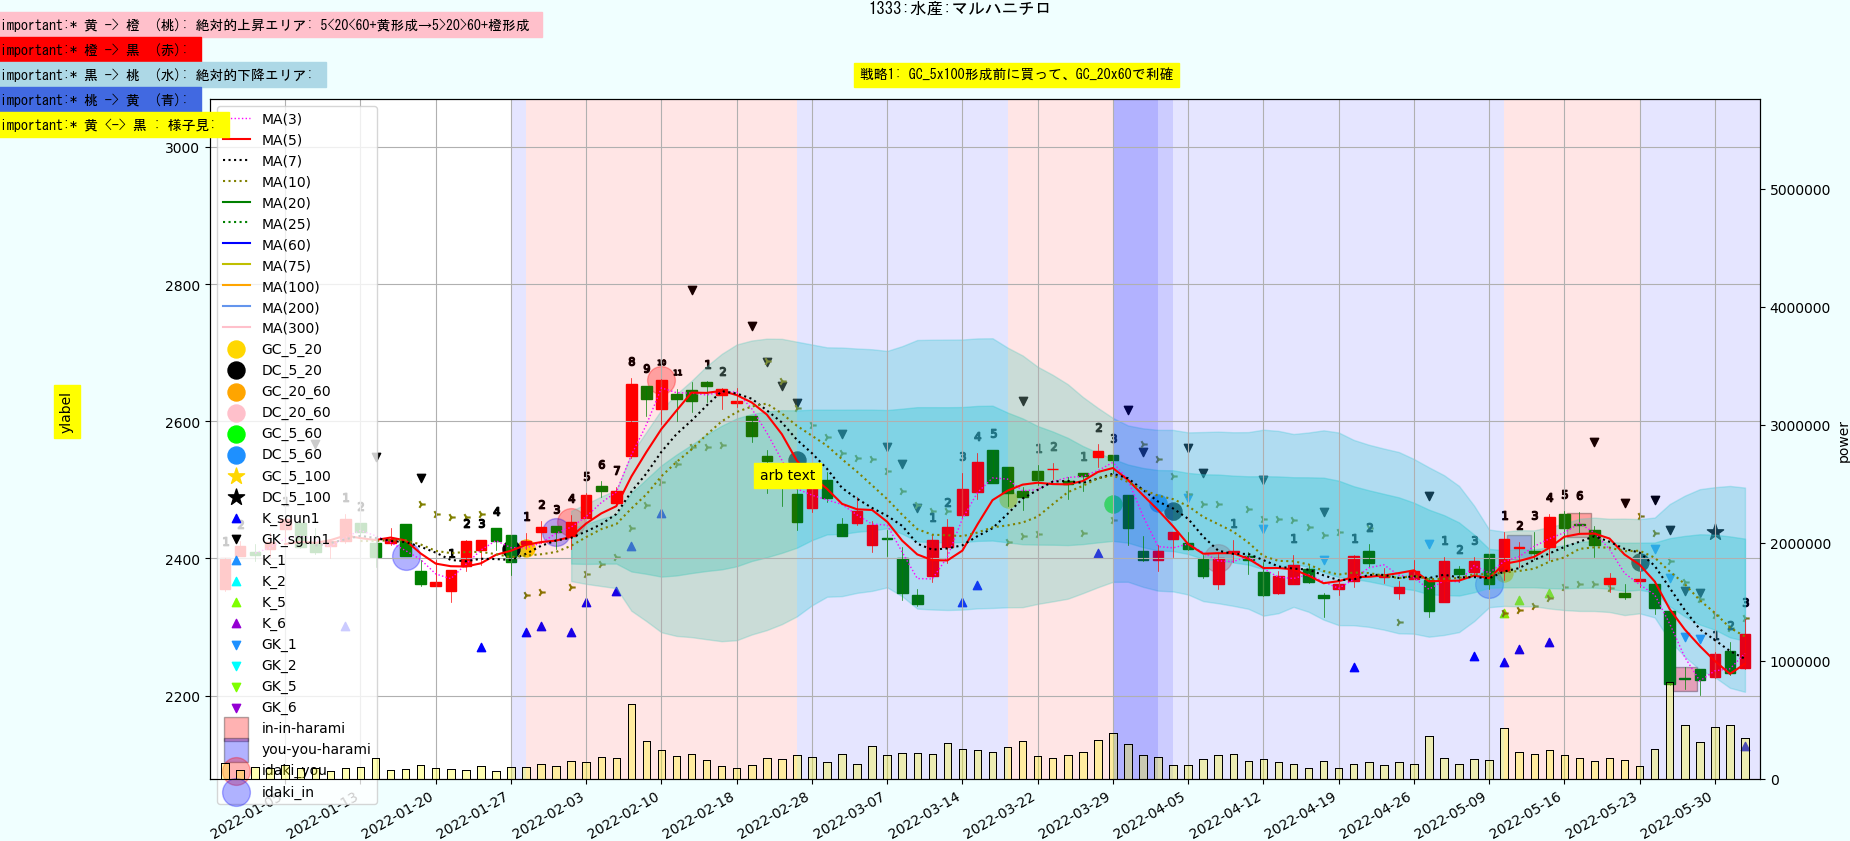 1333:水産:マルハニチロ
important:* 黄 -> 橙 (桃): 絶対的上昇エリア: 5<20<60+黄形成→5>20>60+橙形成
important:* 橙 -> 黒 (赤):
important:* 黒 -> 桃 (水): 絶対的下降エリア:
important:* 桃 -> 黄 (青):
important:* 黄 <-> 黒 : 様子見:
戦略1: GC_5x100形成前に買って、GC_20x60で利確
MA(3)
MA(5)
MA(7)
MA(10)
MA(20)
MA(25)
MA(60)
MA(75)
MA(100)
MA(200)
MA(300)
GC_5_20
DC_5_20
GC_20_60
DC_20_60
GC_5_60
DC_5_60
GC_5_100
DC_5_100
K_sgun1
GK_sgun1
K_1
K_2
K_5
K_6
GK_1
GK_2
GK_5
GK_6
in-in-harami
you-you-harami
idaki_you
idaki_in
3000
2800
2600
2400
2200
ylabel
arb text
5000000
4000000
3000000
2000000
1000000
0
power
2022-01-05
2022-01-13
2022-01-20
2022-01-27
2022-02-03
2022-02-10
2022-02-18
2022-02-28
2022-03-07
2022-03-14
2022-03-22
2022-03-29
2022-04-05
2022-04-12
2022-04-19
2022-04-26
2022-05-09
2022-05-16
2022-05-23
2022-05-30